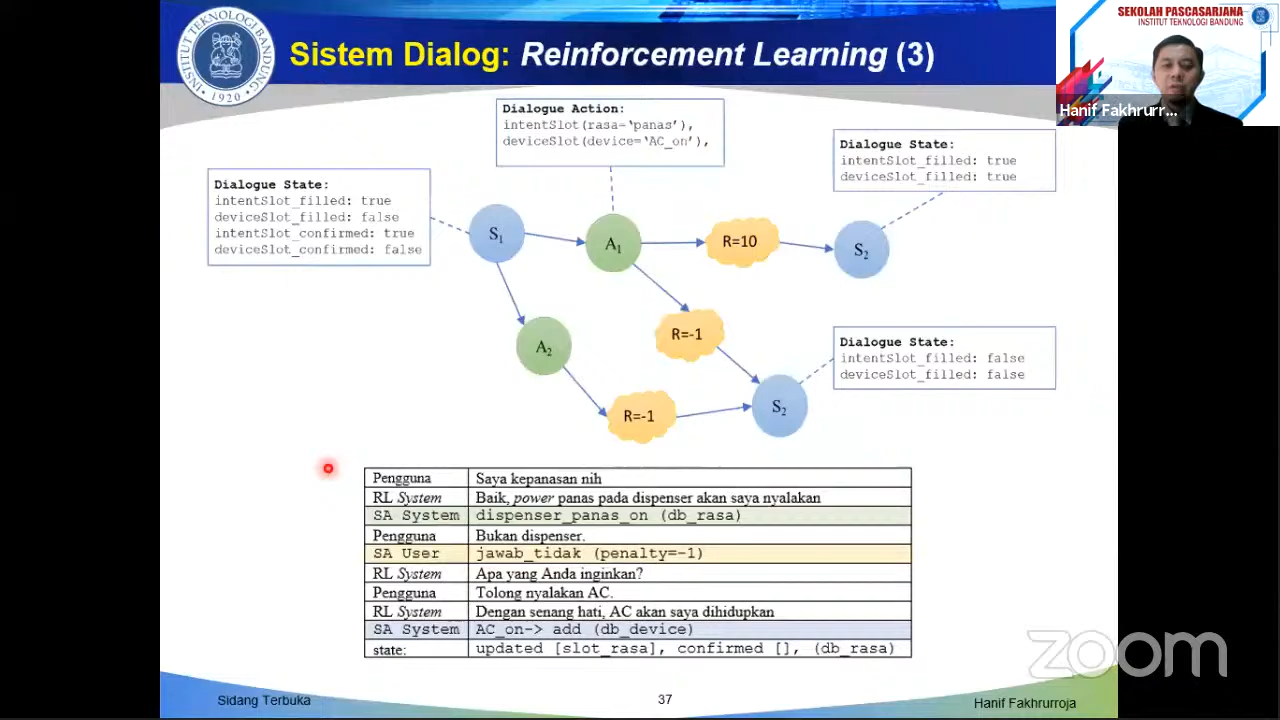 Sistem Dialog: Reinforcement Learning (3)
INSTITUT TEKNOLOGI BANDUNG
1920
SEKOLAH PASCASARJANA
INSTITUT TEKNOLOGI BANDUNG
Hanif Fakhrurr...
Dialogue Action:
intentSlot(rasa='panas'),
deviceSlot(device='AC_on'),
Dialogue State:
intentSlot_filled: true
deviceSlot_filled: true
Dialogue State:
intentSlot_filled: true
deviceSlot_filled: false
intentSlot_confirmed: true
deviceSlot_confirmed: false
S1
A1
R=10
S2
A2
R=-1
R=-1
S2
Dialogue State:
intentSlot_filled: false
deviceSlot_filled: false
Pengguna Saya kepanasan nih
RL System Baik, power panas pada dispenser akan saya nyalakan
SA System dispenser_panas_on (db_rasa)
Pengguna Bukan dispenser.
SA User jawab_tidak (penalty=-1)
RL System Apa yang Anda inginkan?
Pengguna Tolong nyalakan AC.
RL System Dengan senang hati, AC akan saya dihidupkan
SA System AC_on-> add (db_device)
state: updated [slot_rasa], confirmed [], (db_rasa)
zoom
Sidang Terbuka
37
Hanif Fakhrurroja